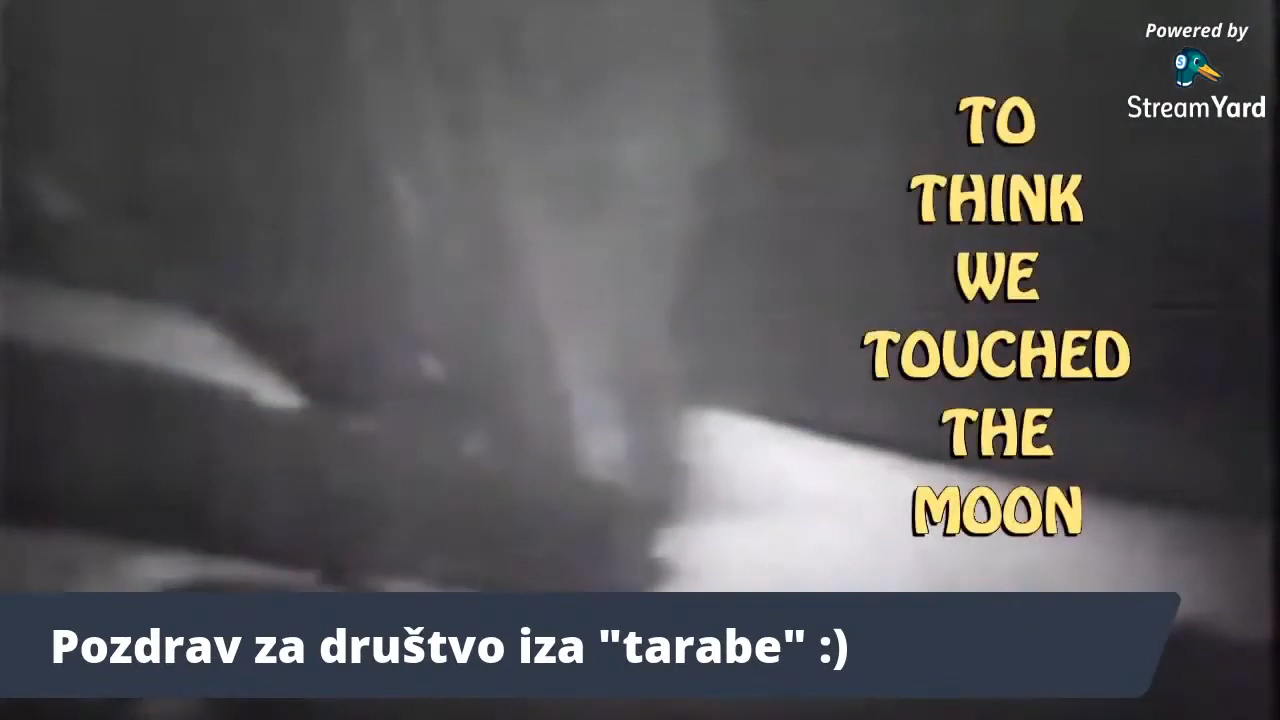 Powered by
StreamYard
TO
THINK
WE
TOUCHED
THE
MOON
Pozdrav za društvo iza "tarabe" :)